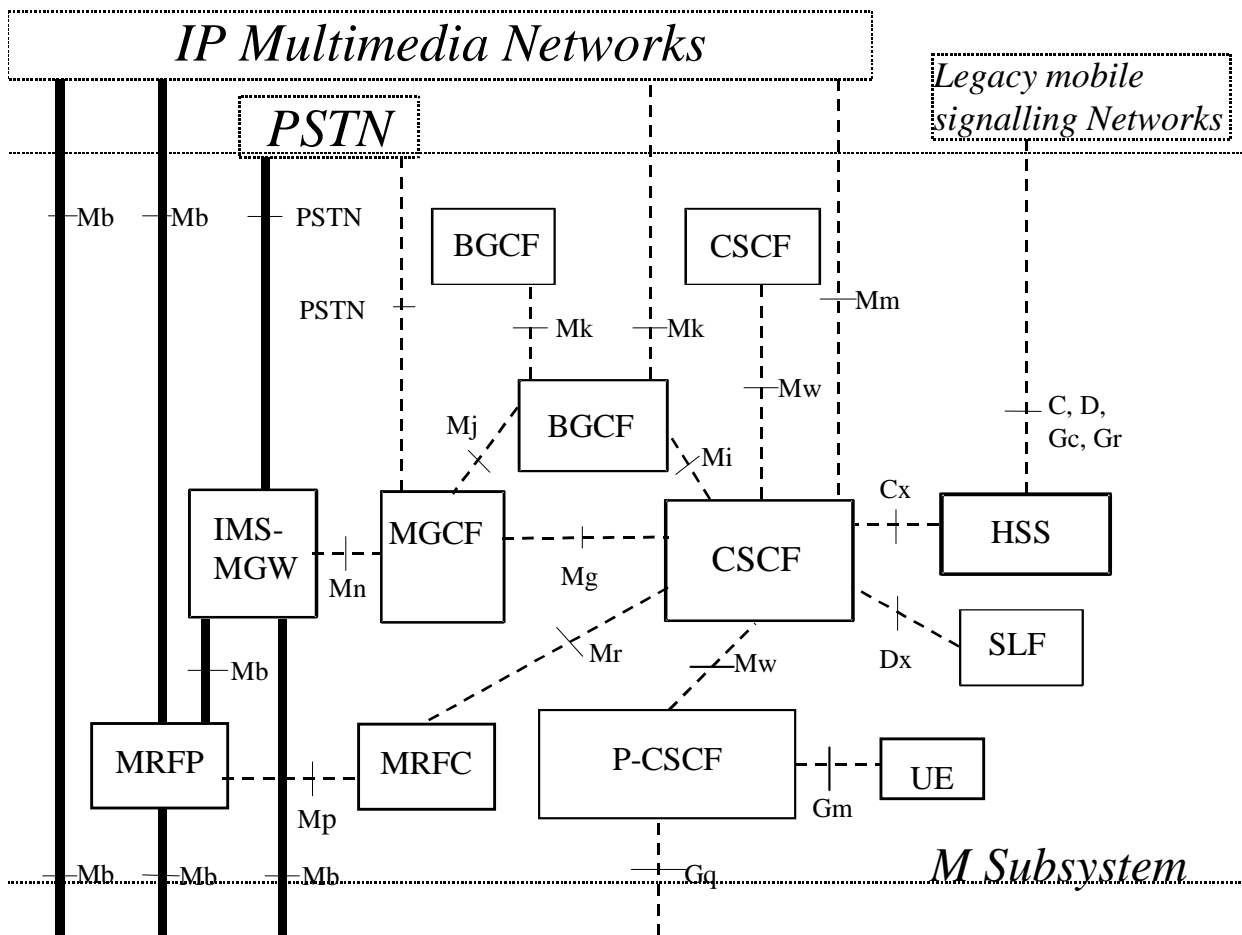 IP Multimedia Networks
Legacy mobile
signalling Networks
PSTN
Mb
Mb
PSTN
BGCF
CSCF
PSTN
Mm
Mk
Mk
Mw
C, D,
Gc, Gr
Mj
BGCF
Mi
Cx
IMS-
MGW
MGCF
CSCF
HSS
Mn
Mg
Mr
Mw
Dx
SLF
Mb
MRFP
MRFC
P-CSCF
UE
Mp
Gm
Mb
Mb
Mb
Gq
M Subsystem